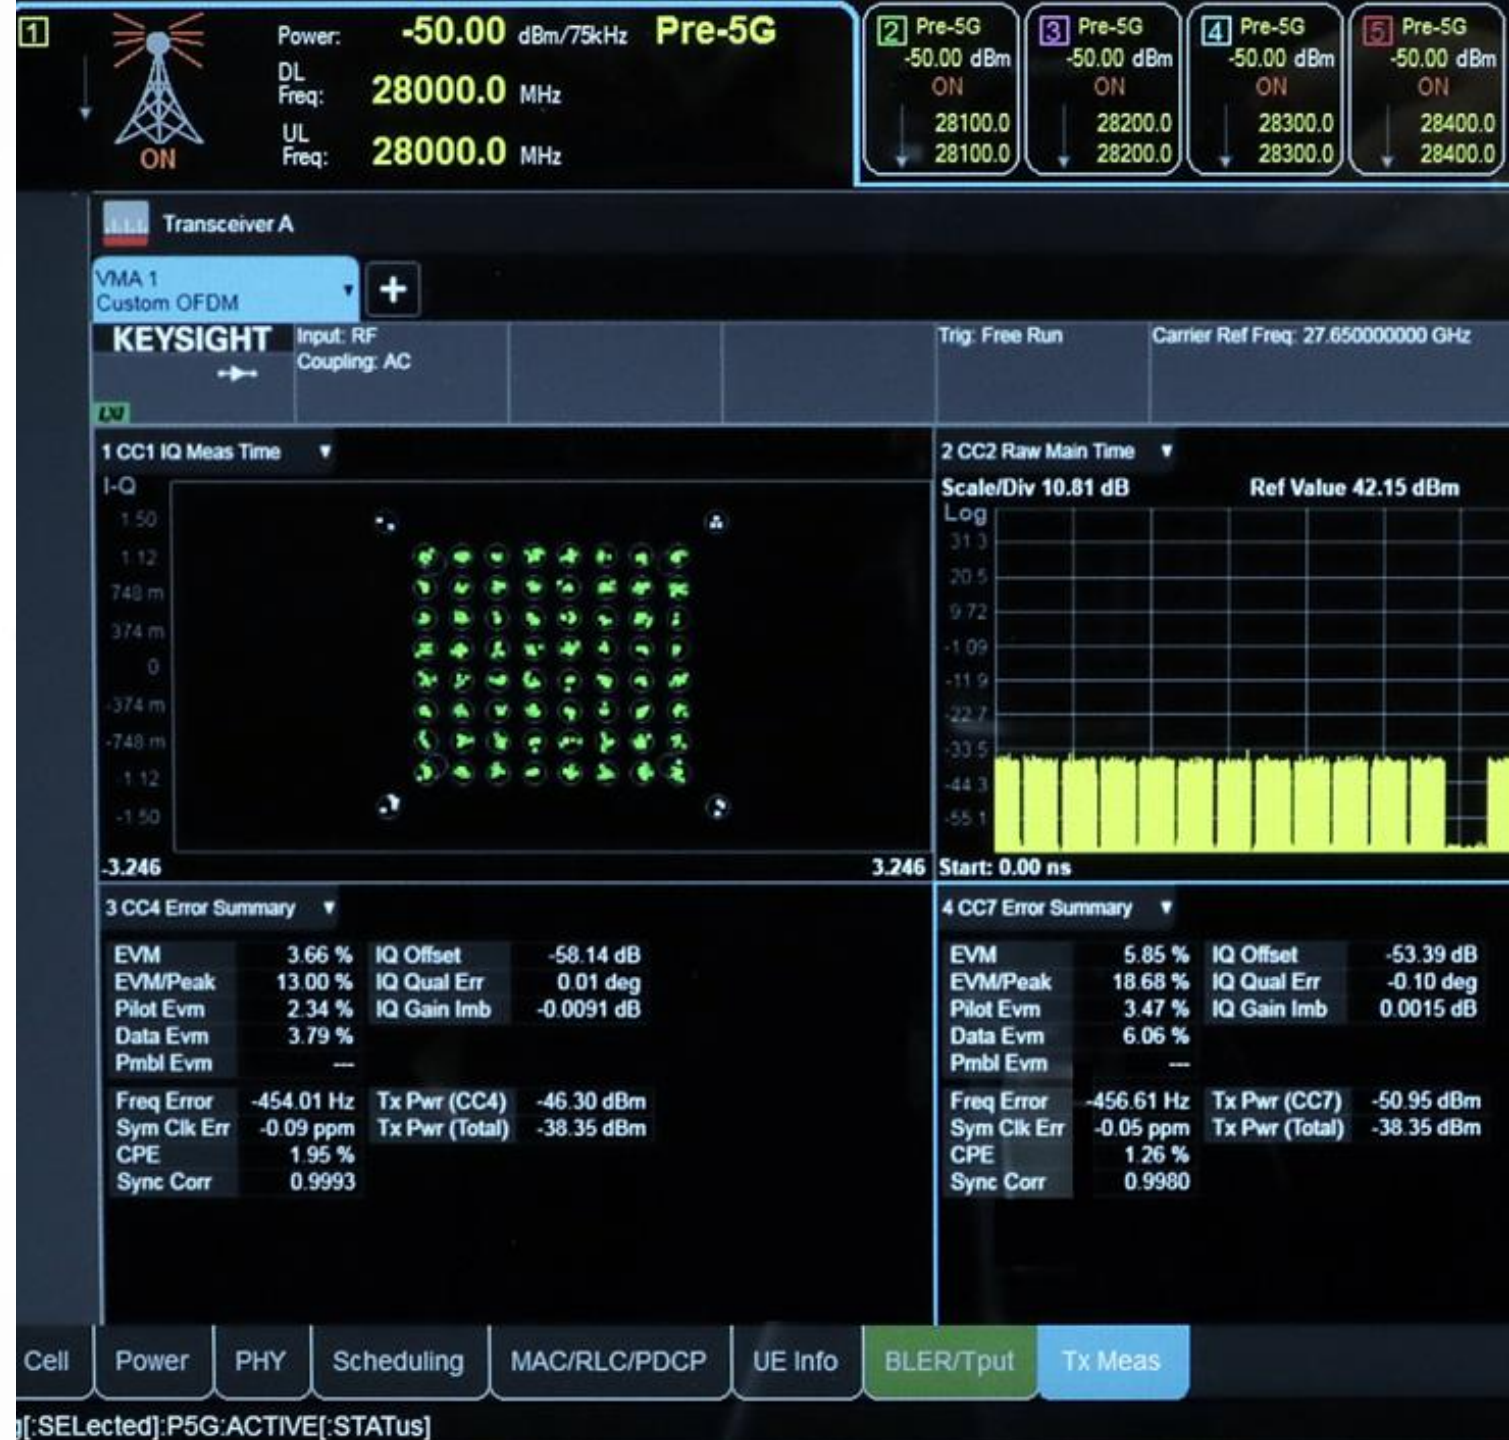 1
Power: -50.00 dBm/75kHz Pre-5G
DL Freq: 28000.0 MHz
UL Freq: 28000.0 MHz
ON
2 Pre-5G
-50.00 dBm
ON
28100.0
28100.0
3 Pre-5G
-50.00 dBm
ON
28200.0
28200.0
4 Pre-5G
-50.00 dBm
ON
28300.0
28300.0
5 Pre-5G
-50.00 dBm
ON
28400.0
28400.0
Transceiver A
VMA 1
Custom OFDM
+
KEYSIGHT
LXI
Input: RF
Coupling: AC
Trig: Free Run
Carrier Ref Freq: 27.650000000 GHz
1 CC1 IQ Meas Time
I-Q
1.50
1.12
748 m
374 m
0
-374 m
-748 m
-1.12
-1.50
-3.246
3.246
2 CC2 Raw Main Time
Scale/Div 10.81 dB
Ref Value 42.15 dBm
Log
31.3
20.5
9.72
-1.09
-11.9
-22.7
-33.5
-44.3
-55.1
Start: 0.00 ns
3 CC4 Error Summary
EVM 3.66 % IQ Offset -58.14 dB
EVM/Peak 13.00 % IQ Qual Err 0.01 deg
Pilot Evm 2.34 % IQ Gain Imb -0.0091 dB
Data Evm 3.79 %
Pmbl Evm ---
Freq Error -454.01 Hz Tx Pwr (CC4) -46.30 dBm
Sym Clk Err -0.09 ppm Tx Pwr (Total) -38.35 dBm
CPE 1.95 %
Sync Corr 0.9993
4 CC7 Error Summary
EVM 5.85 % IQ Offset -53.39 dB
EVM/Peak 18.68 % IQ Qual Err -0.10 deg
Pilot Evm 3.47 % IQ Gain Imb 0.0015 dB
Data Evm 6.06 %
Pmbl Evm ---
Freq Error -456.61 Hz Tx Pwr (CC7) -50.95 dBm
Sym Clk Err -0.05 ppm Tx Pwr (Total) -38.35 dBm
CPE 1.26 %
Sync Corr 0.9980
Cell Power PHY Scheduling MAC/RLC/PDCP UE Info BLER/Tput Tx Meas
[:SELected]:P5G:ACTIVE[:STATus]